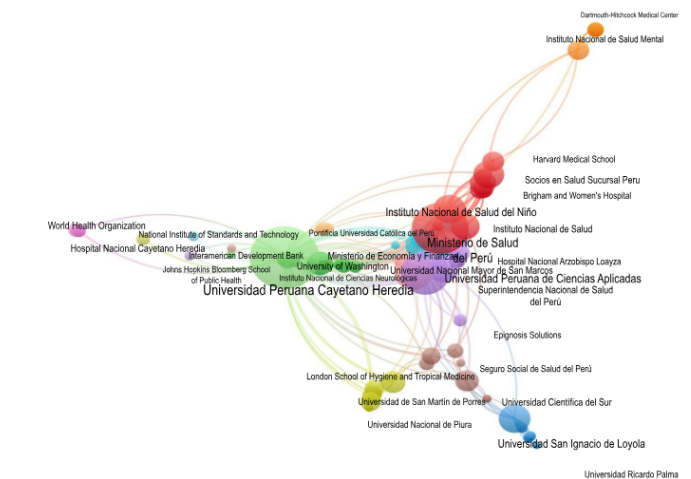 Dartmouth-Hitchcock Medical Center
Instituto Nacional de Salud Mental
Harvard Medical School
Socios en Salud Sucursal Peru
Brigham and Women's Hospital
Instituto Nacional de Salud del Niño
World Health Organization
Instituto Nacional de Salud
National Institute of Standards and Technology
Pontificia Universidad Católica del Perú
Hospital Nacional Cayetano Heredia
Ministerio de Salud
del Perú
Interamerican Development Bank
Ministerio de Economía y Finanzas
Hospital Nacional Arzobispo Loayza
Johns Hopkins Bloomberg School
of Public Health
University of Washington
Universidad Nacional Mayor de San Marcos
Instituto Nacional de Ciencias Neurológicas
Universidad Peruana de Ciencias Aplicadas
Universidad Peruana Cayetano Heredia
Superintendencia Nacional de Salud
del Perú
Epignosis Solutions
Seguro Social de Salud del Perú
London School of Hygiene and Tropical Medicine
Universidad de San Martín de Porres
Universidad Científica del Sur
Universidad Nacional de Piura
Universidad San Ignacio de Loyola
Universidad Ricardo Palma